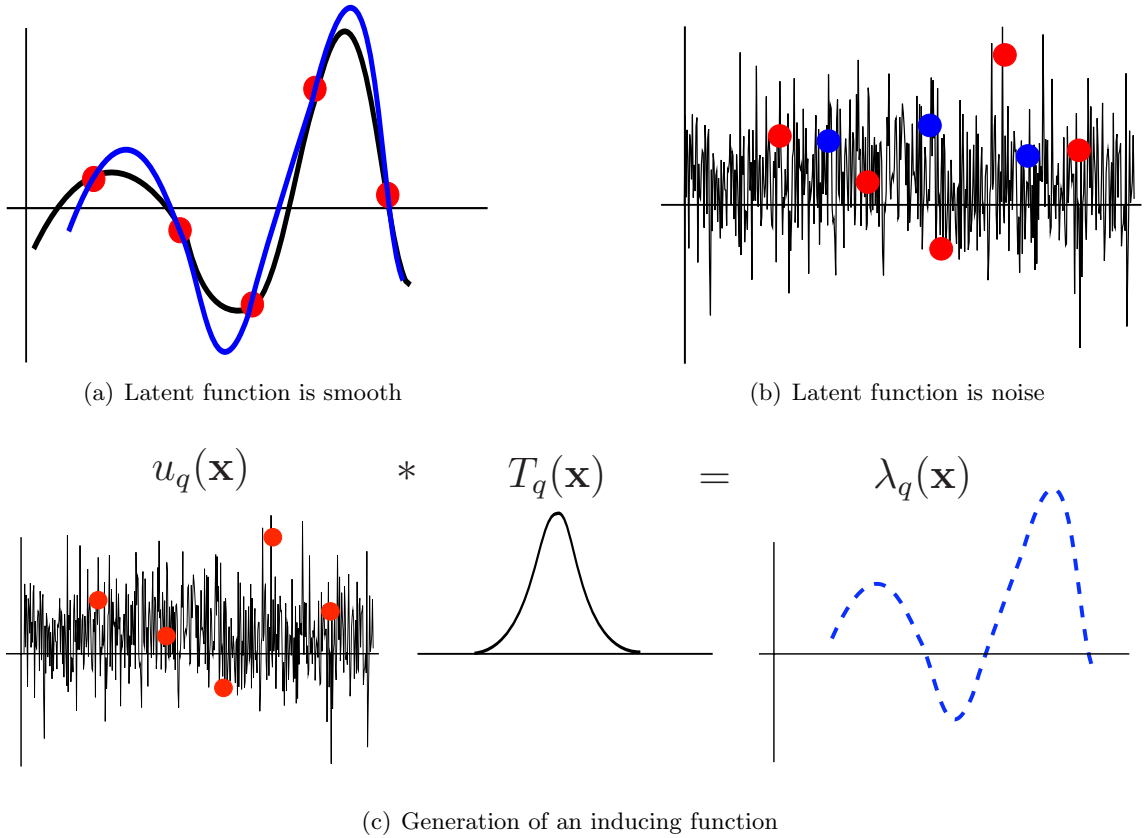 (a) Latent function is smooth
(b) Latent function is noise
u_q(𝐱) * T_q(𝐱) = λ_q(𝐱)
(c) Generation of an inducing function